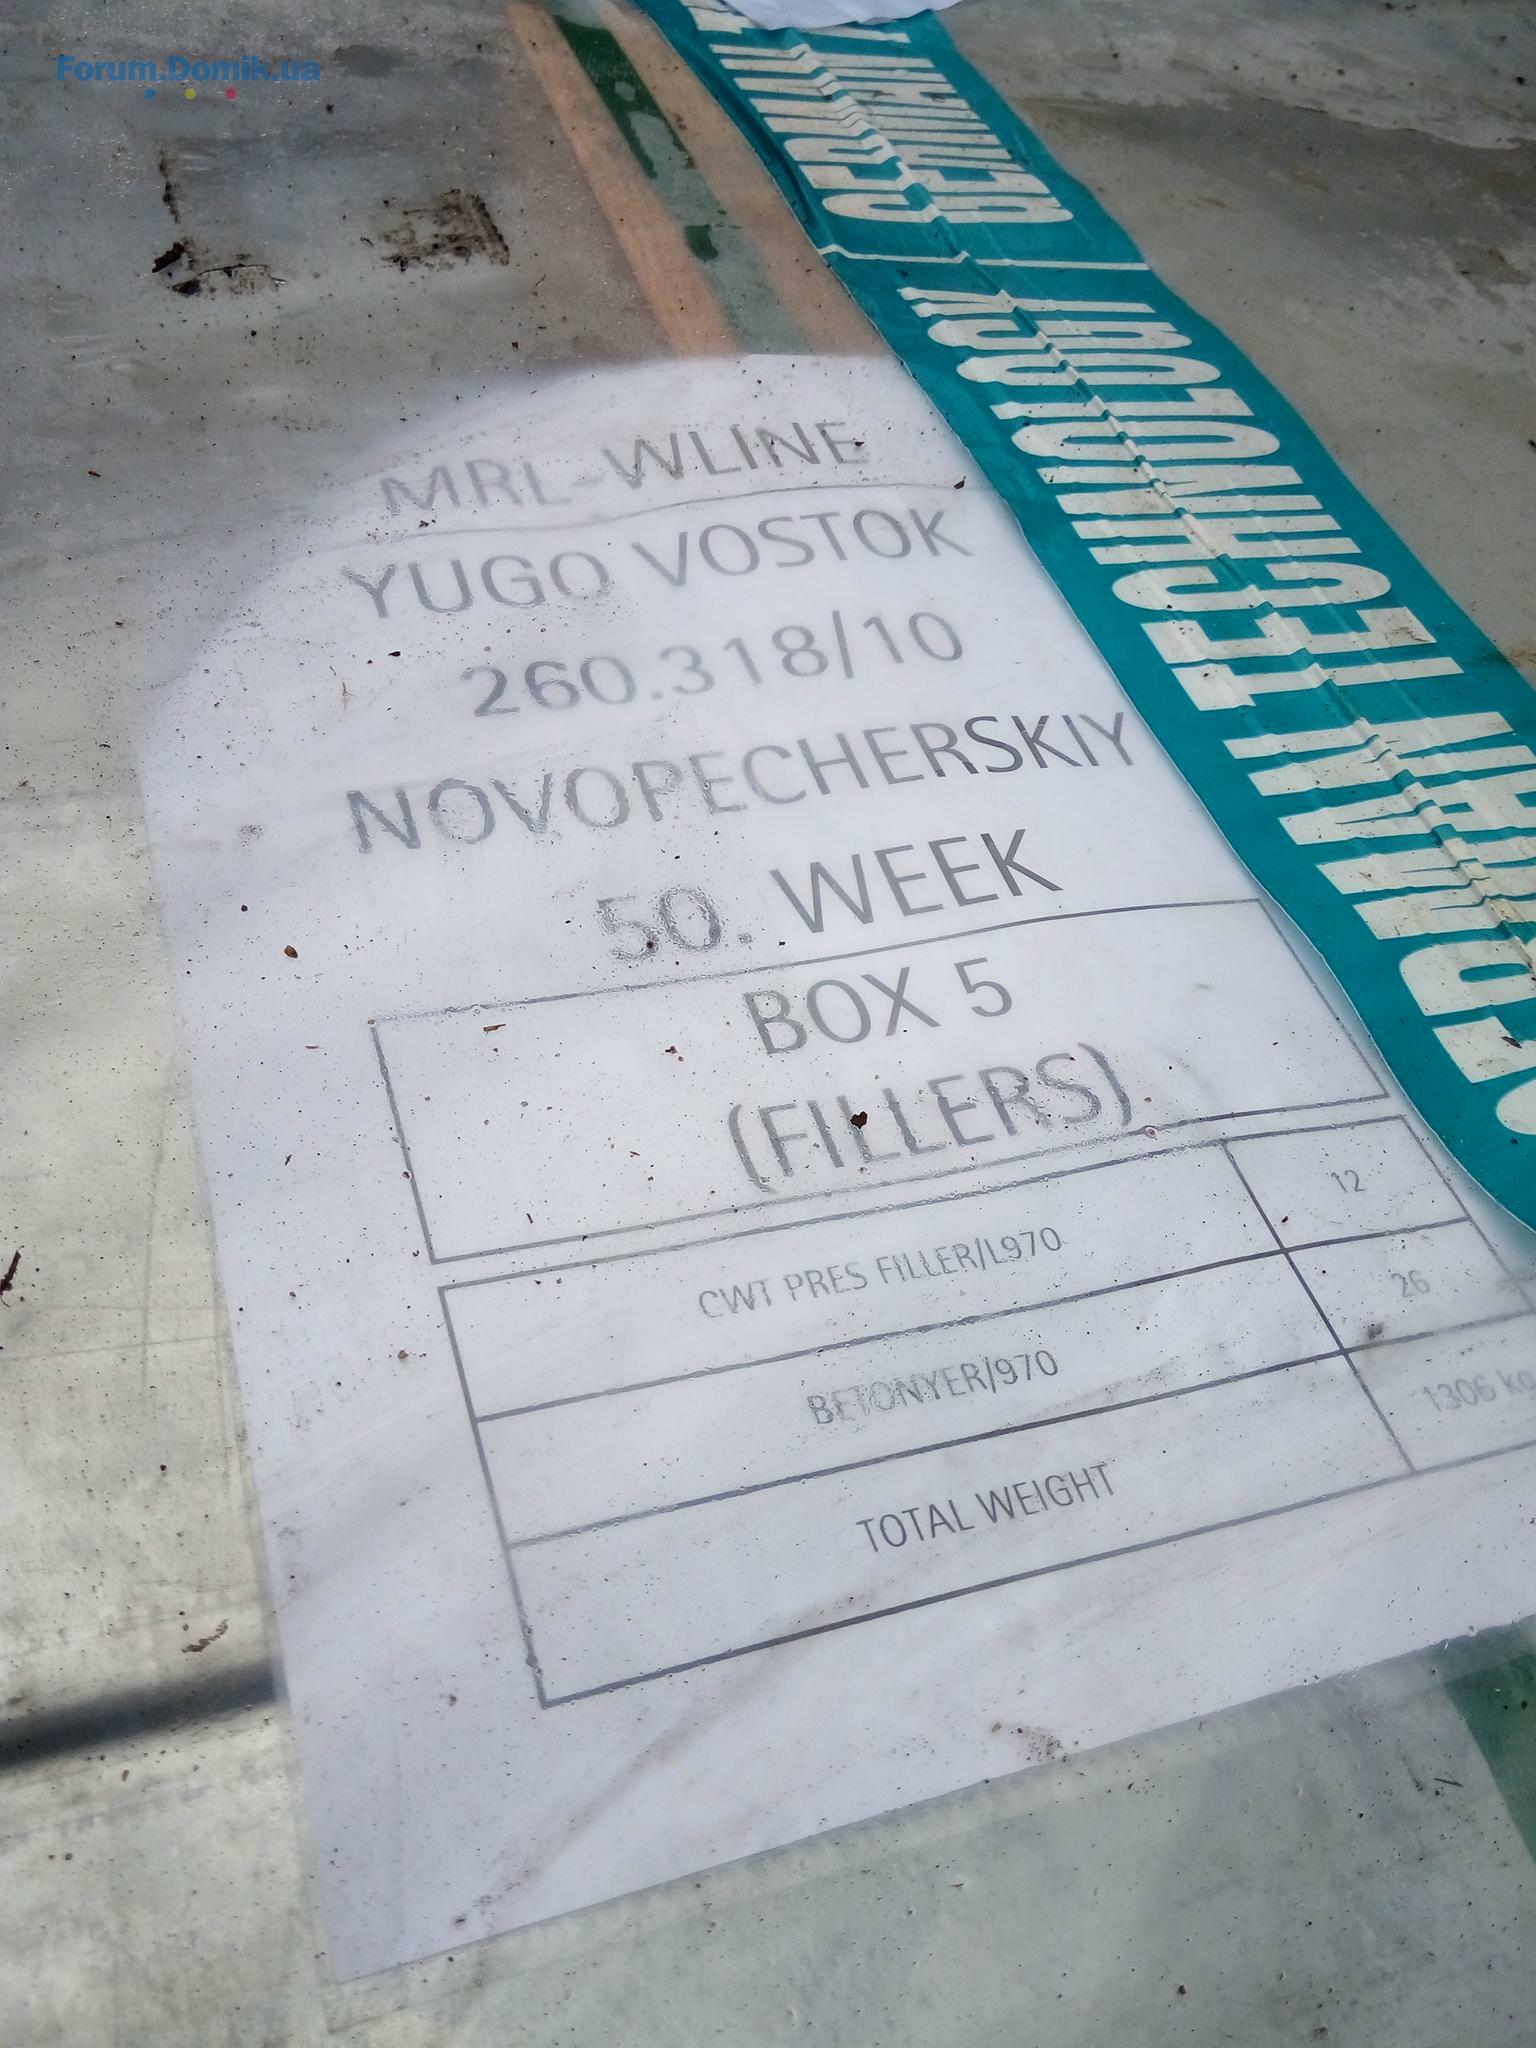 Forum.Domik.ua
GERMAN TECHNOLOGY
MRL-WLINE
YUGO VOSTOK
260.318/10
NOVOPECHERSKIY
50. WEEK
BOX 5
(FILLERS)
CWT PRES FILLER/L970 12
BETONYER/970 26
TOTAL WEIGHT 1306 kg